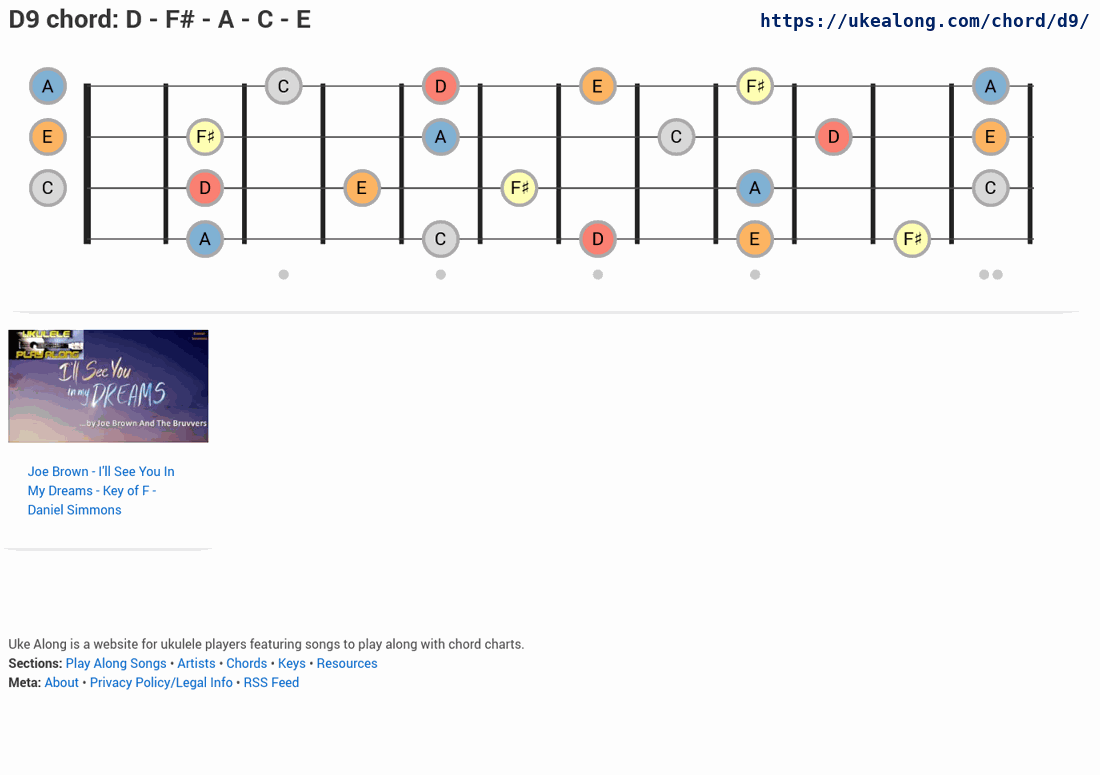 D9 chord: D - F# - A - C - E
https://ukealong.com/chord/d9/
A C D E F♯ A
E F♯ A C D E
C D E F♯ A C
A C D E F♯
UKULELE
PLAY ALONG
I'll See You
in my DREAMS
...by Joe Brown And The Bruvvers
Joe Brown - I'll See You In
My Dreams - Key of F -
Daniel Simmons
Uke Along is a website for ukulele players featuring songs to play along with chord charts.
Sections: Play Along Songs • Artists • Chords • Keys • Resources
Meta: About • Privacy Policy/Legal Info • RSS Feed